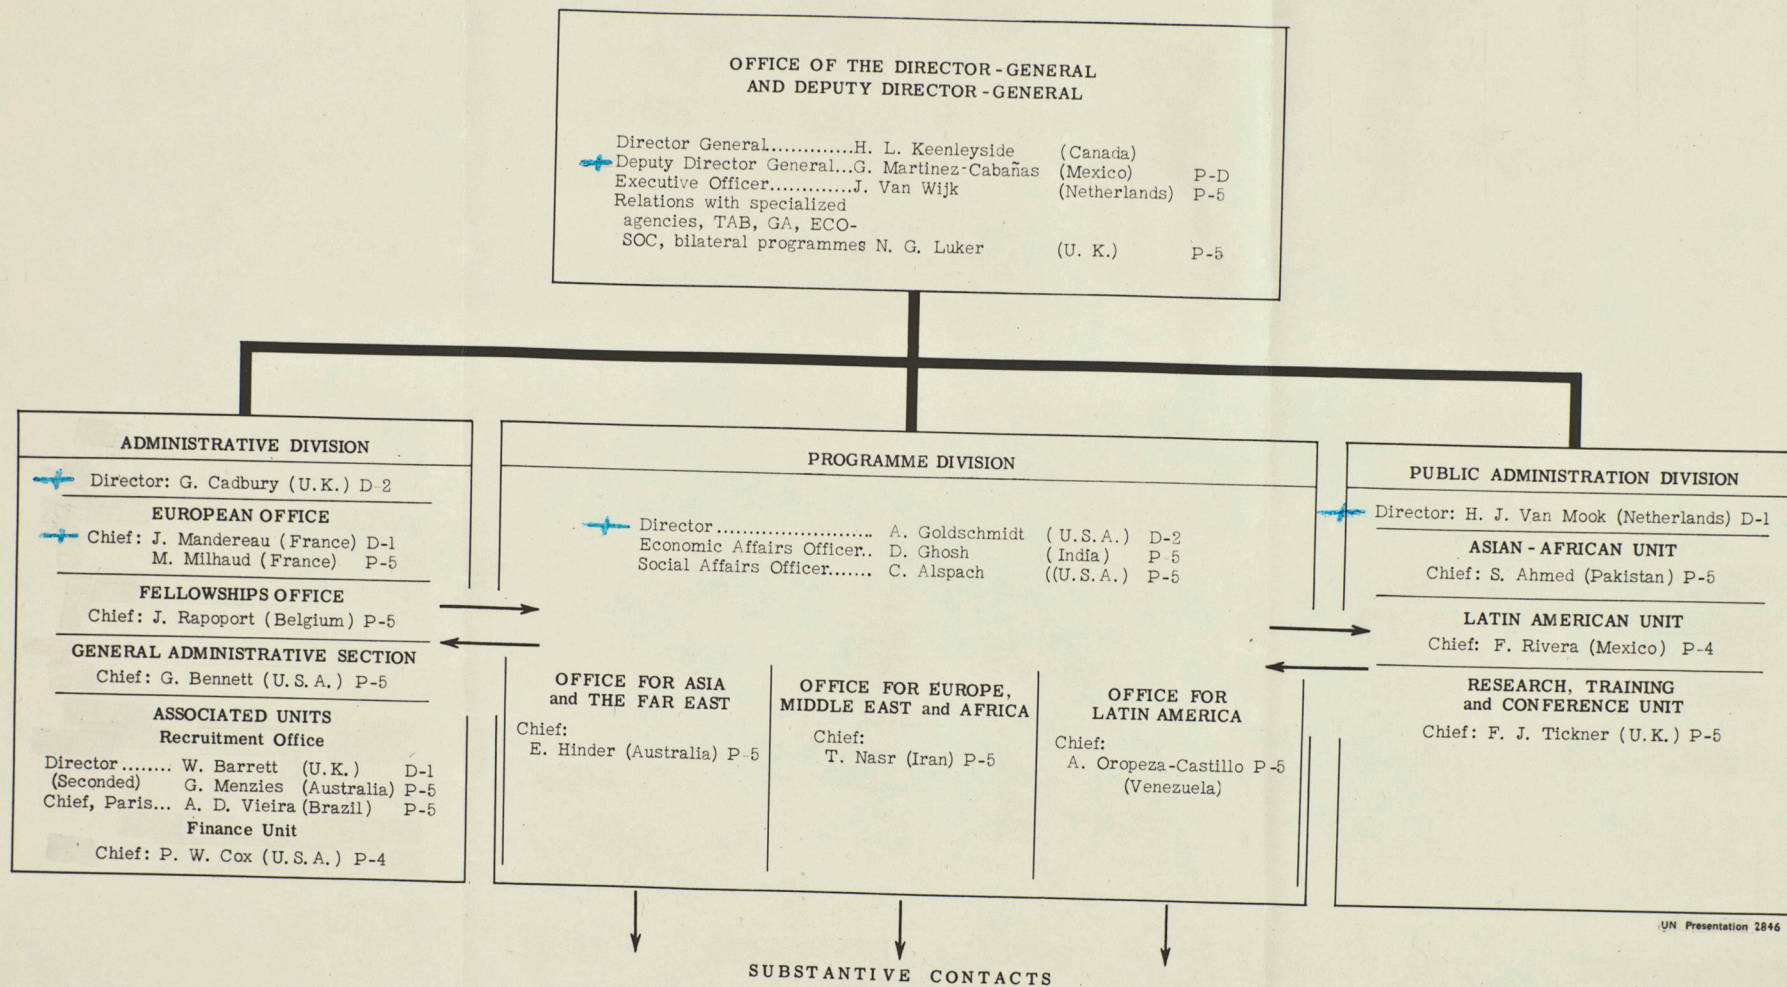 OFFICE OF THE DIRECTOR-GENERAL
AND DEPUTY DIRECTOR-GENERAL
Director General.............H. L. Keenleyside (Canada)
Deputy Director General...G. Martinez-Cabañas (Mexico) P-D
Executive Officer.............J. Van Wijk (Netherlands) P-5
Relations with specialized
agencies, TAB, GA, ECO-
SOC, bilateral programmes N. G. Luker (U. K.) P-5
ADMINISTRATIVE DIVISION
Director: G. Cadbury (U.K.) D-2
EUROPEAN OFFICE
Chief: J. Mandereau (France) D-1
M. Milhaud (France) P-5
FELLOWSHIPS OFFICE
Chief: J. Rapoport (Belgium) P-5
GENERAL ADMINISTRATIVE SECTION
Chief: G. Bennett (U.S.A.) P-5
ASSOCIATED UNITS
Recruitment Office
Director........ W. Barrett (U.K.) D-1
(Seconded) G. Menzies (Australia) P-5
Chief, Paris... A. D. Vieira (Brazil) P-5
Finance Unit
Chief: P. W. Cox (U.S.A.) P-4
PROGRAMME DIVISION
Director....................... A. Goldschmidt (U.S.A.) D-2
Economic Affairs Officer.. D. Ghosh (India) P-5
Social Affairs Officer....... C. Alspach ((U.S.A.) P-5
OFFICE FOR ASIA
and THE FAR EAST
Chief:
E. Hinder (Australia) P-5
OFFICE FOR EUROPE,
MIDDLE EAST and AFRICA
Chief:
T. Nasr (Iran) P-5
OFFICE FOR
LATIN AMERICA
Chief:
A. Oropeza-Castillo P-5
(Venezuela)
PUBLIC ADMINISTRATION DIVISION
Director: H. J. Van Mook (Netherlands) D-1
ASIAN-AFRICAN UNIT
Chief: S. Ahmed (Pakistan) P-5
LATIN AMERICAN UNIT
Chief: F. Rivera (Mexico) P-4
RESEARCH, TRAINING
and CONFERENCE UNIT
Chief: F. J. Tickner (U.K.) P-5
UN Presentation 2846
SUBSTANTIVE CONTACTS